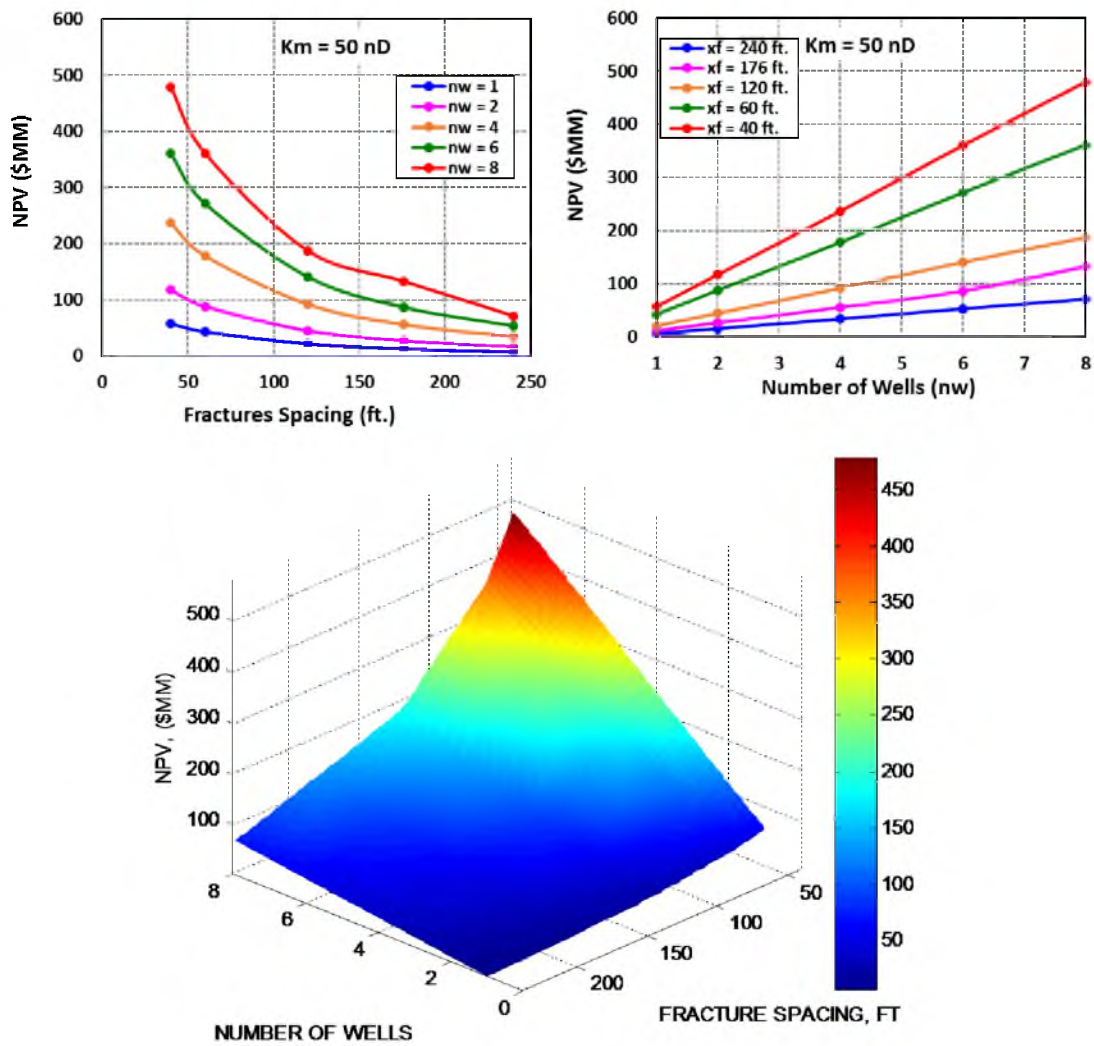 600
500
400
300
200
100
0
NPV ($MM)
Km = 50 nD
nw = 1
nw = 2
nw = 4
nw = 6
nw = 8
0 50 100 150 200 250
Fractures Spacing (ft.)
600
500
400
300
200
100
0
NPV ($MM)
Km = 50 nD
xf = 240 ft.
xf = 176 ft.
xf = 120 ft.
xf = 60 ft.
xf = 40 ft.
1 2 3 4 5 6 7 8
Number of Wells (nw)
500
400
300
200
100
NPV, ($MM)
8
6
4
2
0
NUMBER OF WELLS
200
150
100
50
FRACTURE SPACING, FT
450
400
350
300
250
200
150
100
50